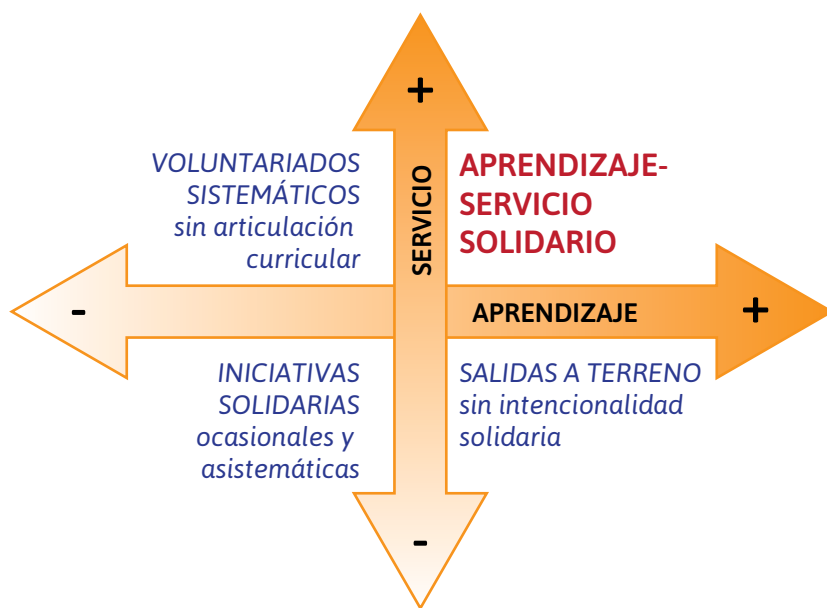 +
VOLUNTARIADOS
SISTEMÁTICOS
sin articulación
curricular
SERVICIO
APRENDIZAJE-
SERVICIO
SOLIDARIO
-
APRENDIZAJE
+
INICIATIVAS
SOLIDARIAS
ocasionales y
asistemáticas
SALIDAS A TERRENO
sin intencionalidad
solidaria
-